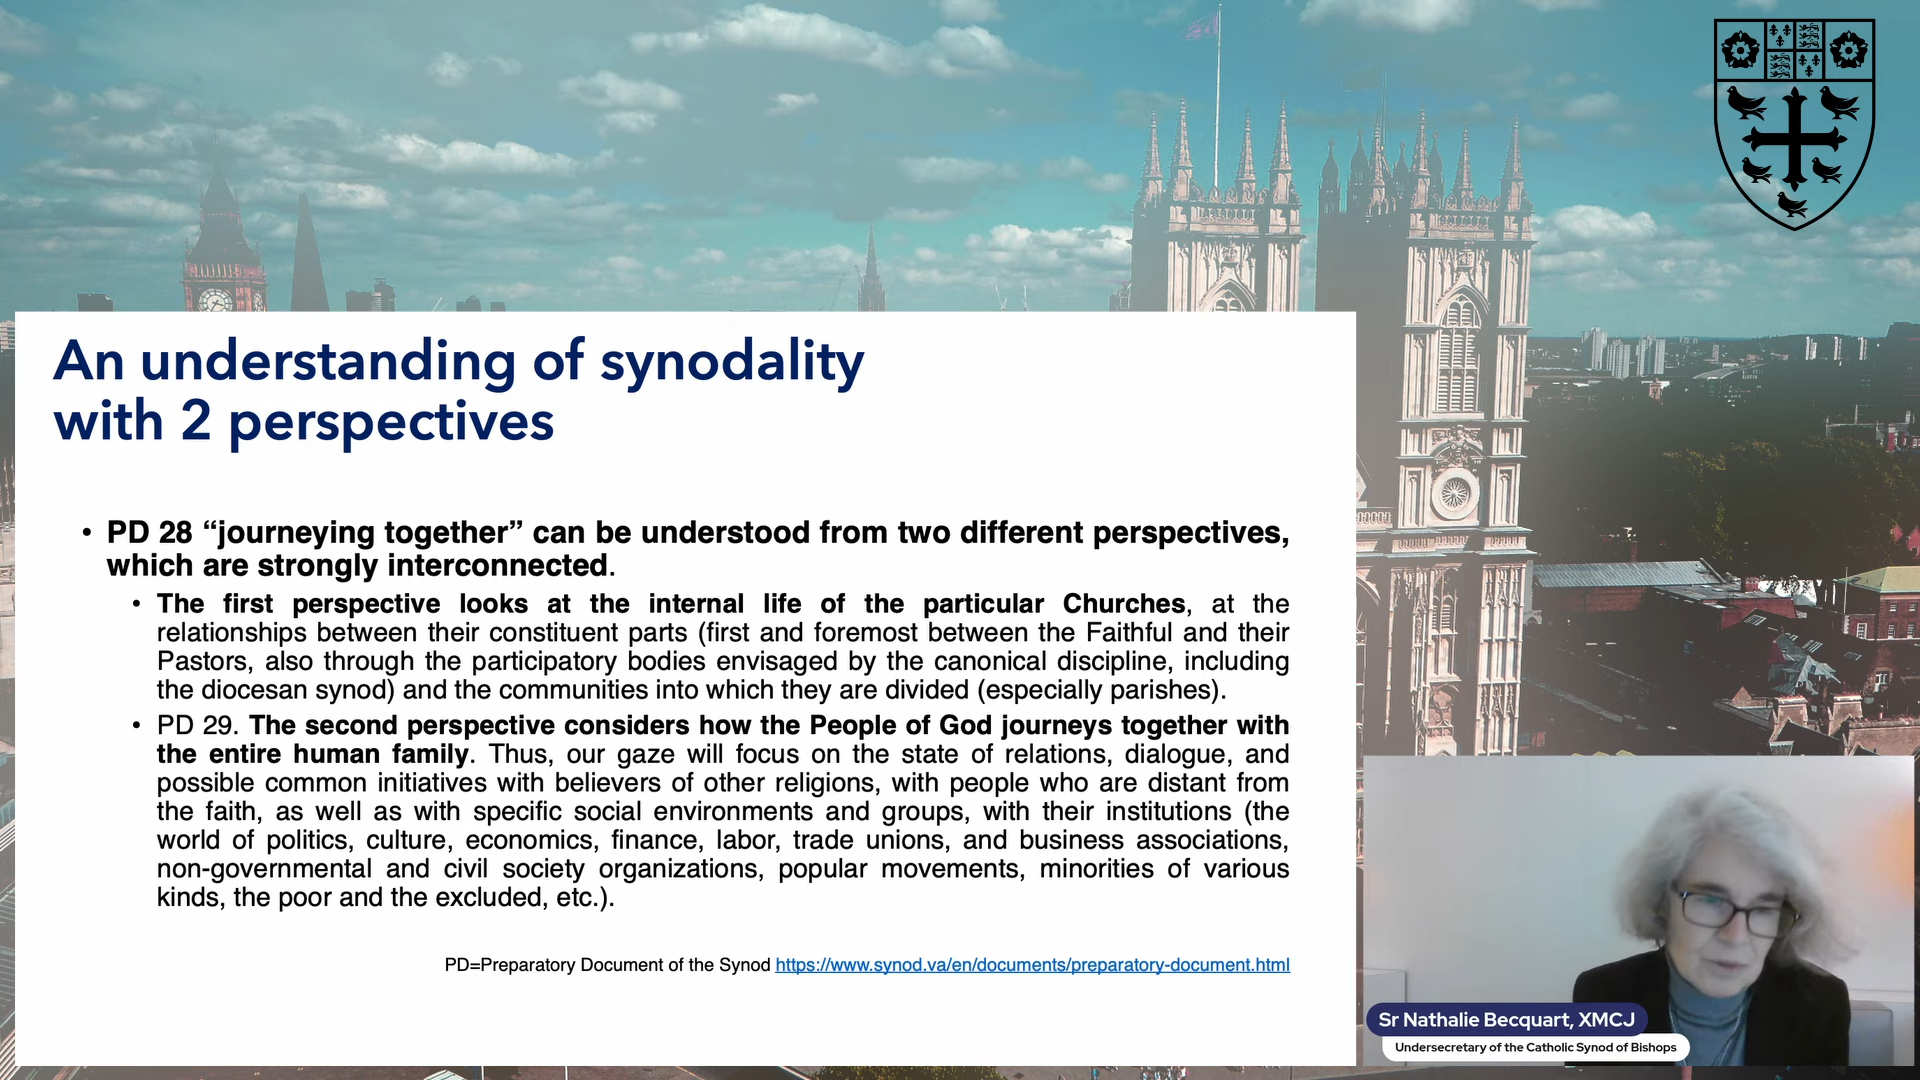 An understanding of synodality
with 2 perspectives
• PD 28 “journeying together” can be understood from two different perspectives,
which are strongly interconnected.
• The first perspective looks at the internal life of the particular Churches, at the
relationships between their constituent parts (first and foremost between the Faithful and their
Pastors, also through the participatory bodies envisaged by the canonical discipline, including
the diocesan synod) and the communities into which they are divided (especially parishes).
• PD 29. The second perspective considers how the People of God journeys together with
the entire human family. Thus, our gaze will focus on the state of relations, dialogue, and
possible common initiatives with believers of other religions, with people who are distant from
the faith, as well as with specific social environments and groups, with their institutions (the
world of politics, culture, economics, finance, labor, trade unions, and business associations,
non-governmental and civil society organizations, popular movements, minorities of various
kinds, the poor and the excluded, etc.).
PD=Preparatory Document of the Synod https://www.synod.va/en/documents/preparatory-document.html
Sr Nathalie Becquart, XMCJ
Undersecretary of the Catholic Synod of Bishops